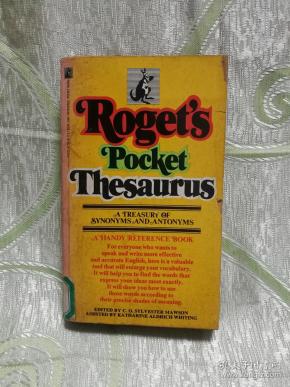 Roget's
Pocket
Thesaurus
A TREASURY OF
SYNONYMS AND ANTONYMS
A HANDY REFERENCE BOOK
For everyone who wants to
speak and write more effective
and accurate English, here is a valuable
tool that will enlarge your vocabulary.
It will help you to find the words that
express your ideas most exactly.
It will show you how to use
those words according to
their precise shades of meaning.
EDITED BY C. O. SYLVESTER MAWSON
ASSISTED BY KATHARINE ALDRICH WHITING